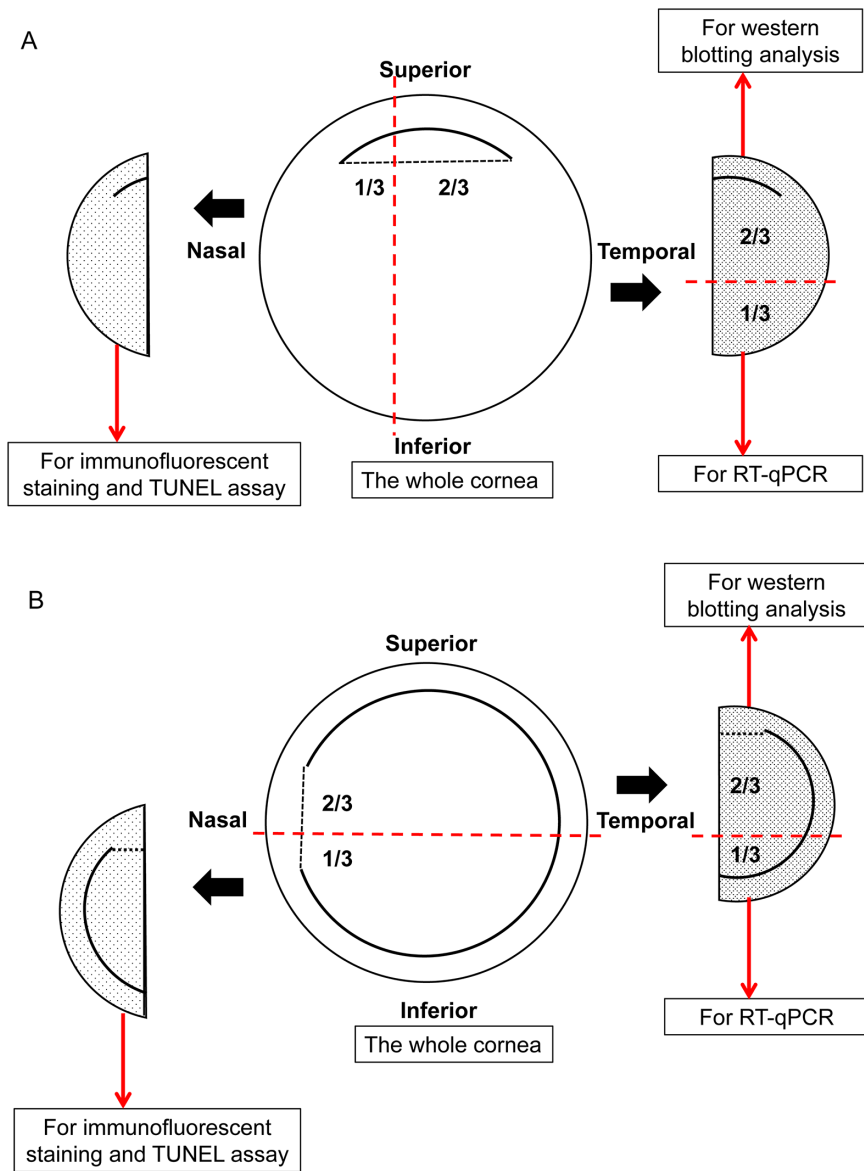 A
For western
blotting analysis
Superior
1/3
2/3
Nasal
Temporal
2/3
1/3
Inferior
The whole cornea
For immunofluorescent
staining and TUNEL assay
For RT-qPCR
B
For western
blotting analysis
Superior
2/3
1/3
Nasal
Temporal
2/3
1/3
Inferior
The whole cornea
For RT-qPCR
For immunofluorescent
staining and TUNEL assay